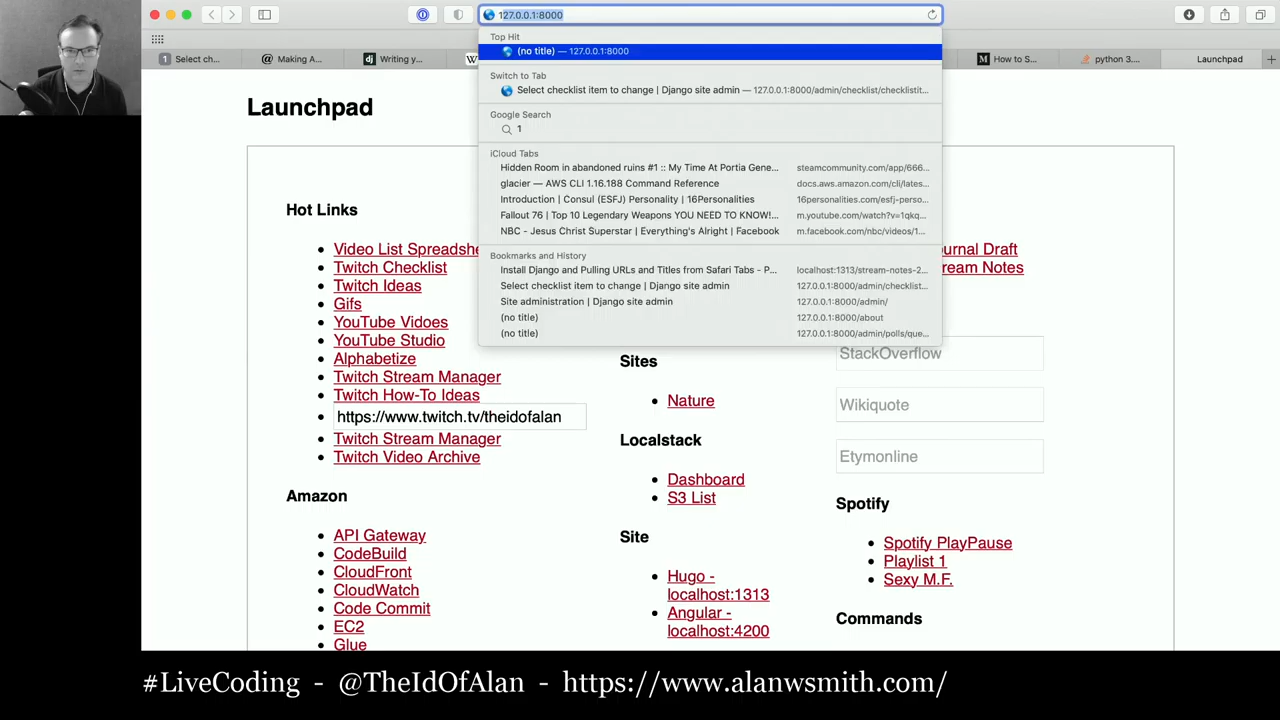 127.0.0.1:8000
Top Hit
(no title) — 127.0.0.1:8000
Switch to Tab
Select checklist item to change | Django site admin — 127.0.0.1:8000/admin/checklist/checklistit...
Google Search
1
iCloud Tabs
Hidden Room in abandoned ruins #1 :: My Time At Portia Gene... steamcommunity.com/app/666...
glacier — AWS CLI 1.16.188 Command Reference docs.aws.amazon.com/cli/lates...
Introduction | Consul (ESFJ) Personality | 16Personalities 16personalities.com/esfj-perso...
Fallout 76 | Top 10 Legendary Weapons YOU NEED TO KNOW!... m.youtube.com/watch?v=1qkq...
NBC - Jesus Christ Superstar | Everything's Alright | Facebook m.facebook.com/nbc/videos/1...
Bookmarks and History
Install Django and Pulling URLs and Titles from Safari Tabs - P... localhost:1313/stream-notes-2...
Select checklist item to change | Django site admin 127.0.0.1:8000/admin/checklist...
Site administration | Django site admin 127.0.0.1:8000/admin/
(no title) 127.0.0.1:8000/about
(no title) 127.0.0.1:8000/admin/polls/que...
1 Select ch...
@ Making A...
dj Writing y...
W
M How to S...
python 3....
Launchpad
Launchpad
Hot Links
Video List Spreadshe
Twitch Checklist
Twitch Ideas
Gifs
YouTube Vidoes
YouTube Studio
Alphabetize
Twitch Stream Manager
Twitch How-To Ideas
https://www.twitch.tv/theidofalan
Twitch Stream Manager
Twitch Video Archive
Amazon
API Gateway
CodeBuild
CloudFront
CloudWatch
Code Commit
EC2
Glue
Sites
Nature
Localstack
Dashboard
S3 List
Site
Hugo -
localhost:1313
Angular -
localhost:4200
urnal Draft
ream Notes
StackOverflow
Wikiquote
Etymonline
Spotify
Spotify PlayPause
Playlist 1
Sexy M.F.
Commands
#LiveCoding - @TheIdOfAlan - https://www.alanwsmith.com/